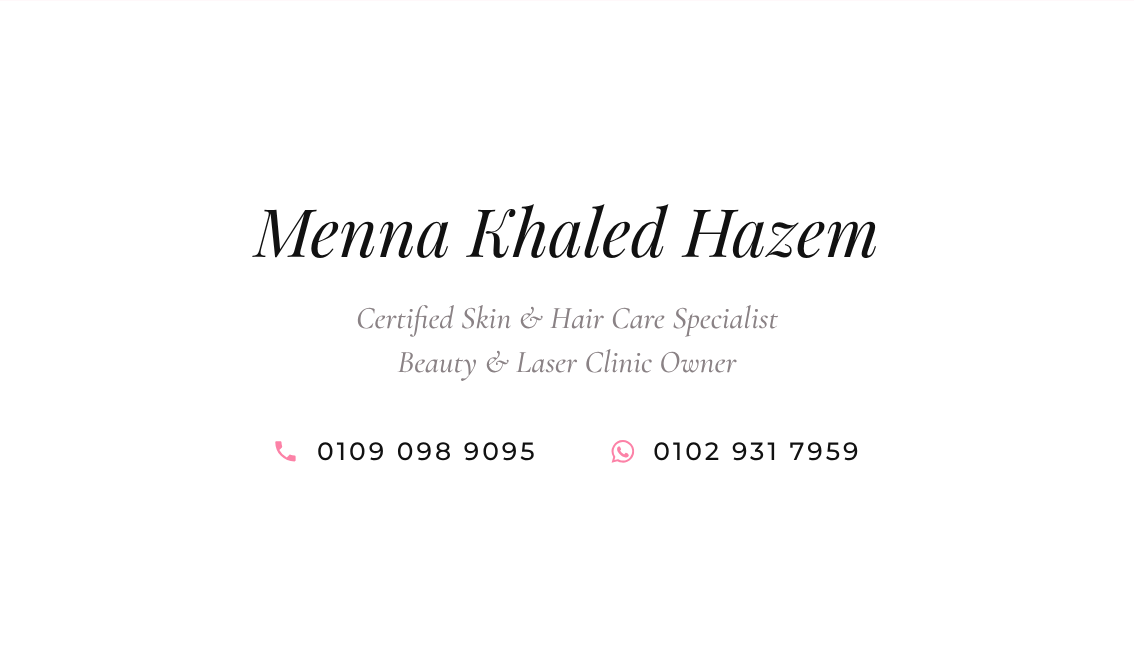 Menna Khaled Hazem
Certified Skin & Hair Care Specialist
Beauty & Laser Clinic Owner
0109 098 9095 0102 931 7959